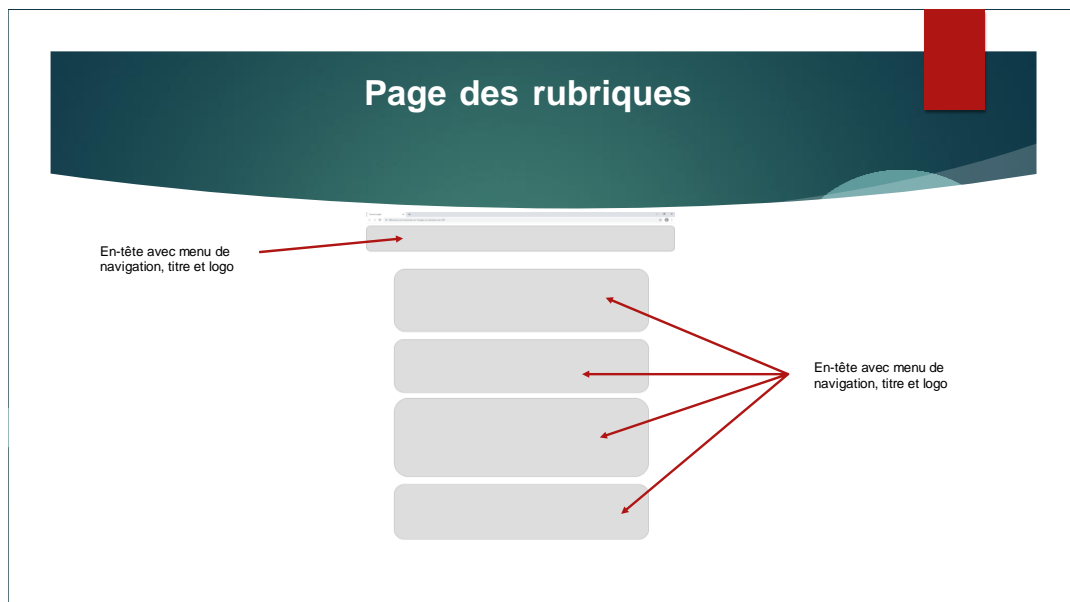 Page des rubriques
En-tête avec menu de
navigation, titre et logo
En-tête avec menu de
navigation, titre et logo